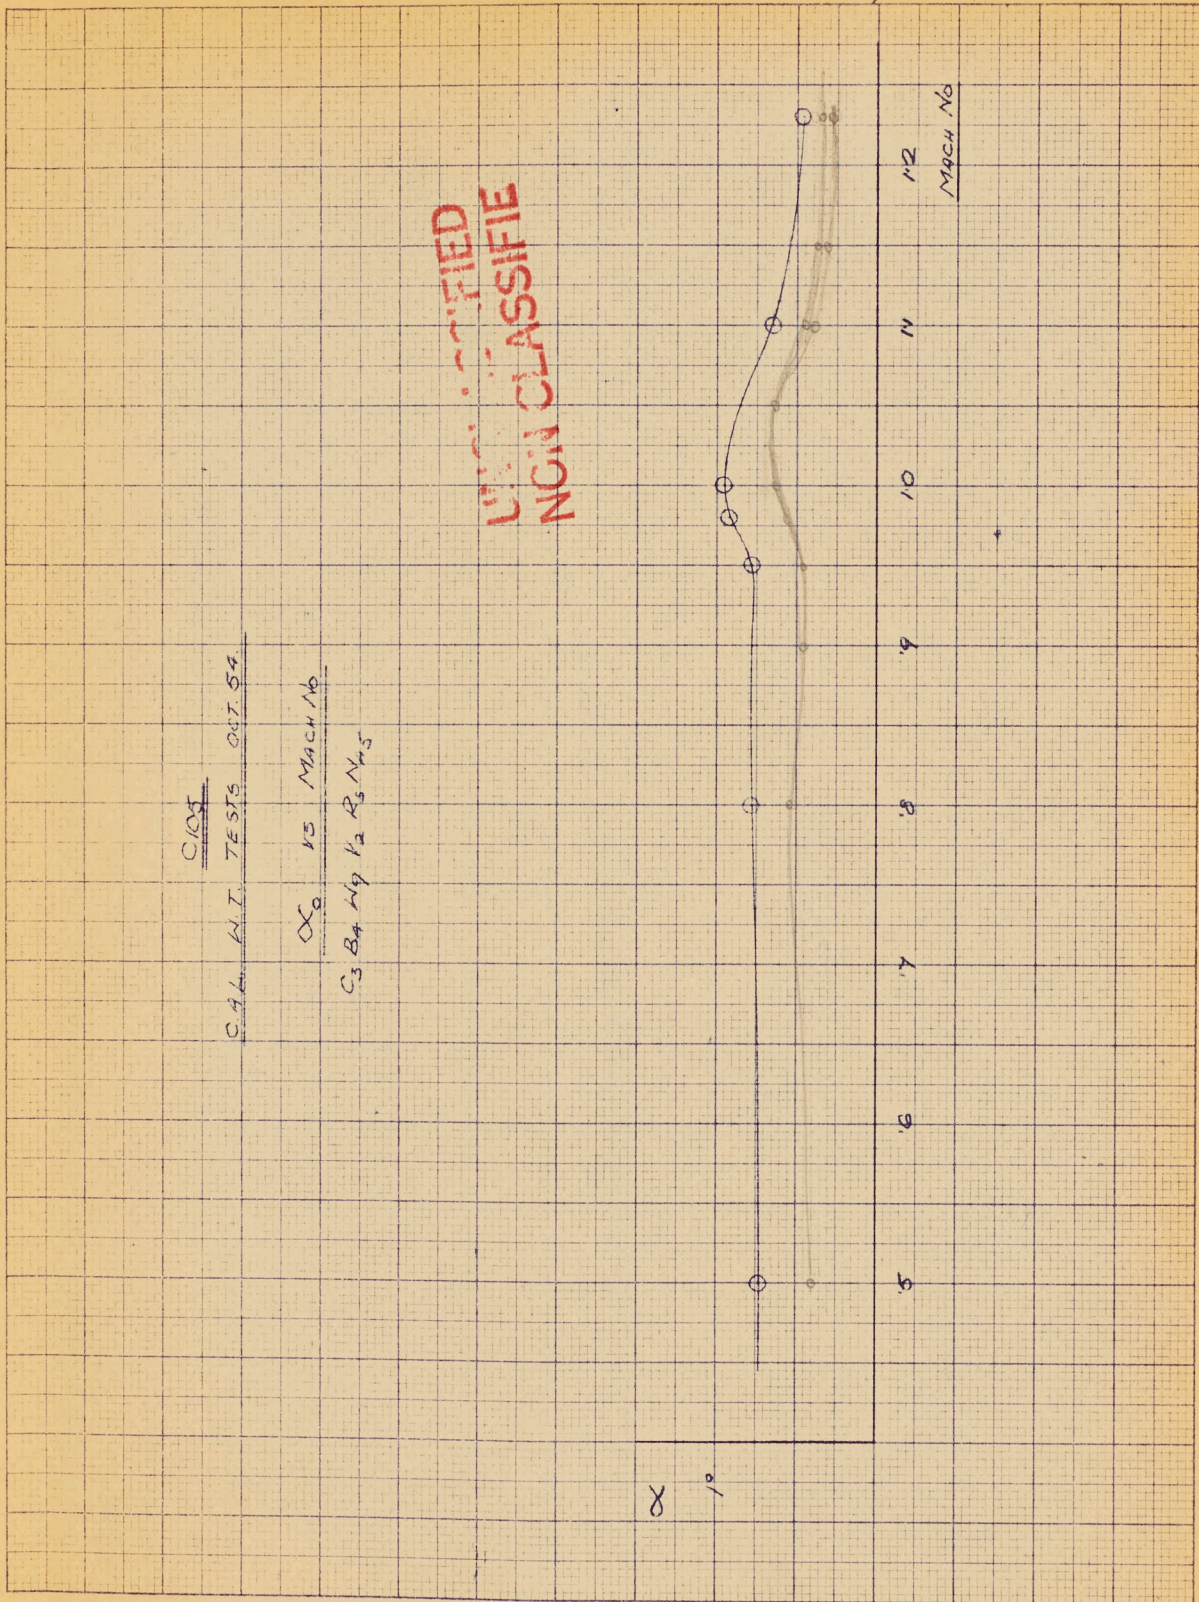 C105
C.A.L. W.T. TESTS OCT. 54.
α₀ VS MACH No
C₃ B₄ W₉ V₂ R₅
NON CLASSIFIE
α
1°
.5
.6
.7
.8
.9
1.0
1.1
1.2
MACH No